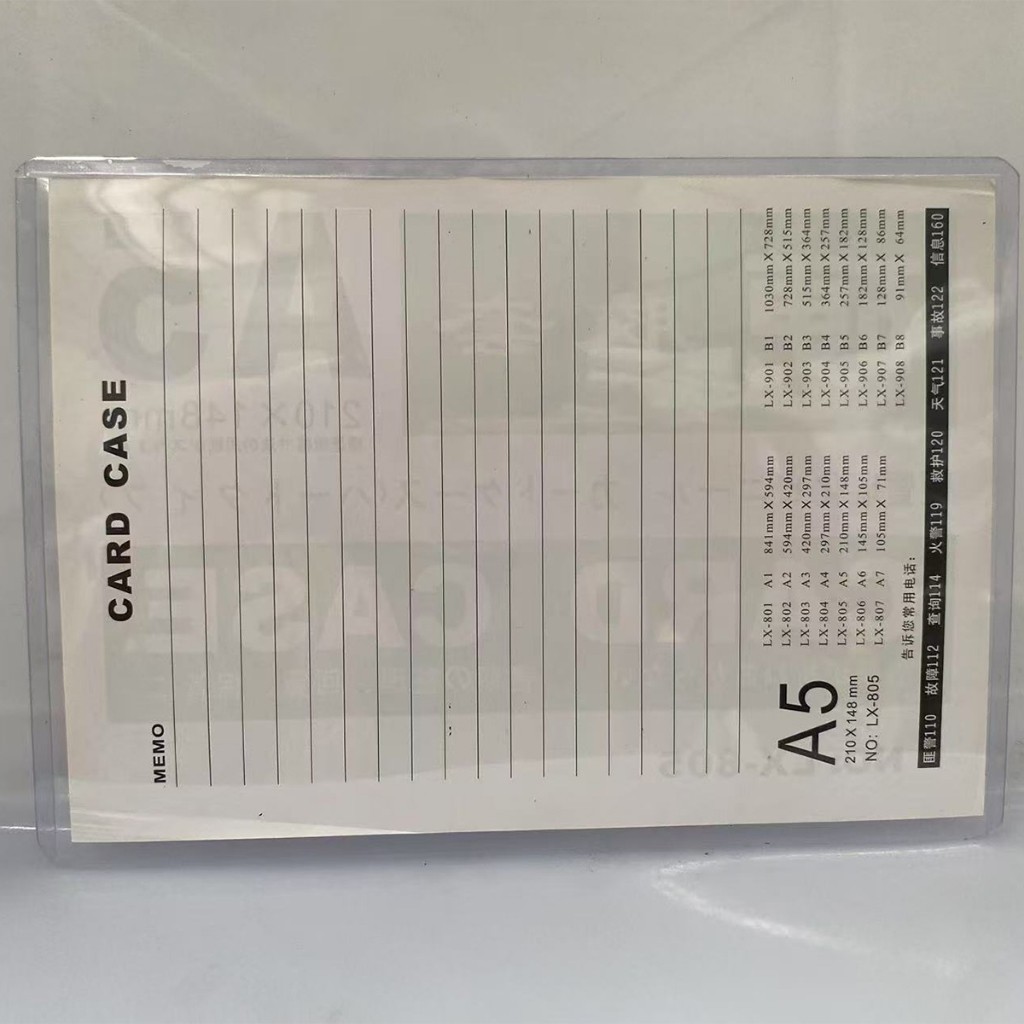 CARD CASE
MEMO
A5
210X148mm
NO: LX-805
LX-801 A1 841mm X 594mm
LX-802 A2 594mm X 420mm
LX-803 A3 420mm X 297mm
LX-804 A4 297mm X 210mm
LX-805 A5 210mm X 148mm
LX-806 A6 145mm X 105mm
LX-807 A7 105mm X 71mm
LX-901 B1 1030mm X 728mm
LX-902 B2 728mm X 515mm
LX-903 B3 515mm X 364mm
LX-904 B4 364mm X 257mm
LX-905 B5 257mm X 182mm
LX-906 B6 182mm X 128mm
LX-907 B7 128mm X 86mm
LX-908 B8 91mm X 64mm
告诉您常用电话:
匪警110 故障112 查询114 火警119 救护120 天气121 事故122 信息160